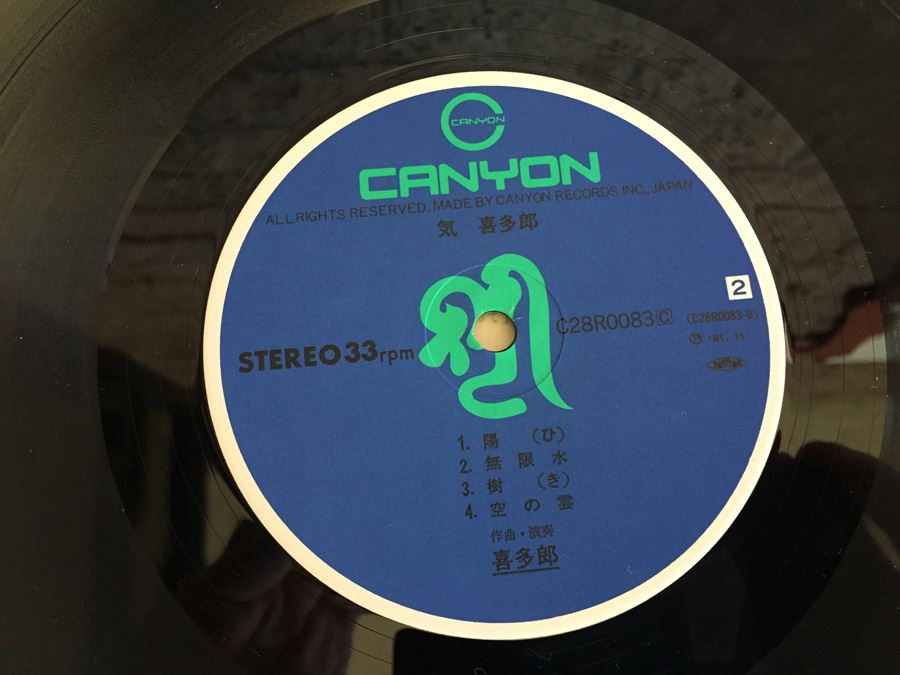 CANYON
CANYON
ALL RIGHTS RESERVED. MADE BY CANYON RECORDS INC., JAPAN
気 喜多郎
2
C28R0083 C (C28R0083-B)
STEREO 33 rpm
Ⓟ '81. 11
1. 陽 (ひ)
2. 無限水
3. 樹 (き)
4. 空の雲
作曲・演奏
喜多郎